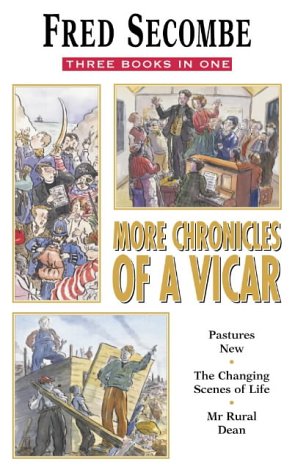 FRED SECOMBE
THREE BOOKS IN ONE
MORE CHRONICLES
OF A VICAR
Pastures
New
The Changing
Scenes of Life
Mr Rural
Dean